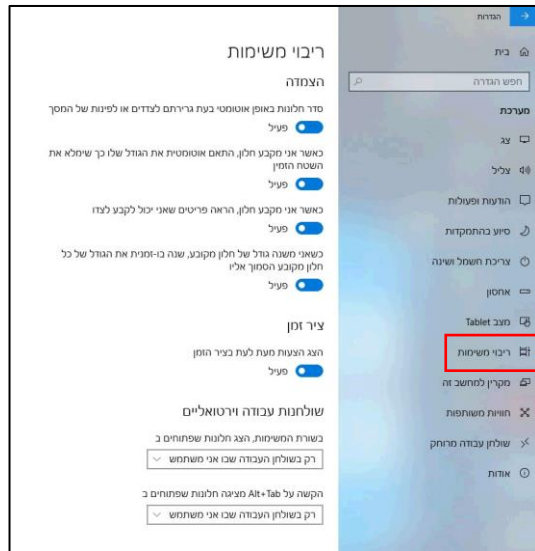 הגדרות
בית
חפש הגדרה
מערכת
צג
צליל
הודעות ופעולות
סיוע בהתמקדות
צריכת חשמל ושינה
אחסון
מצב Tablet
ריבוי משימות
מקרין למחשב זה
חוויות משותפות
שולחן עבודה מרוחק
אודות
ריבוי משימות
הצמדה
סדר חלונות באופן אוטומטי בעת גרירתם לצדדים או לפינות של המסך
פעיל
כאשר אני מקבע חלון, התאם אוטומטית את הגודל שלו כך שימלא את
השטח הזמין
פעיל
כאשר אני מקבע חלון, הראה פריטים שאני יכול לקבע לצדו
פעיל
כשאני משנה גודל של חלון מקובע, שנה בו-זמנית את הגודל של כל
חלון מקובע הסמוך אליו
פעיל
ציר זמן
הצג הצעות מעת לעת בציר הזמן
פעיל
שולחנות עבודה וירטואליים
בשורת המשימות, הצג חלונות שפתוחים ב
רק בשולחן העבודה שבו אני משתמש
הקשה על Alt+Tab מציגה חלונות שפתוחים ב
רק בשולחן העבודה שבו אני משתמש